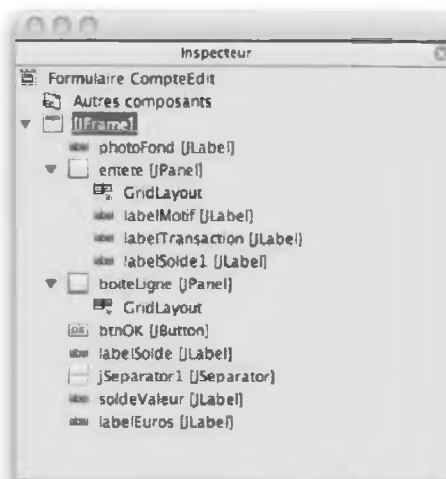 Inspecteur
Formulaire CompteEdit
Autres composants
[JFrame]
photoFond [JLabel]
entete [JPanel]
GridLayout
labelMotif [JLabel]
labelTransaction [JLabel]
labelSolde1 [JLabel]
boiteLigne [JPanel]
GridLayout
btnOK [JButton]
labelSolde [JLabel]
jSeparator1 [JSeparator]
soldeValeur [JLabel]
labelEuros [JLabel]